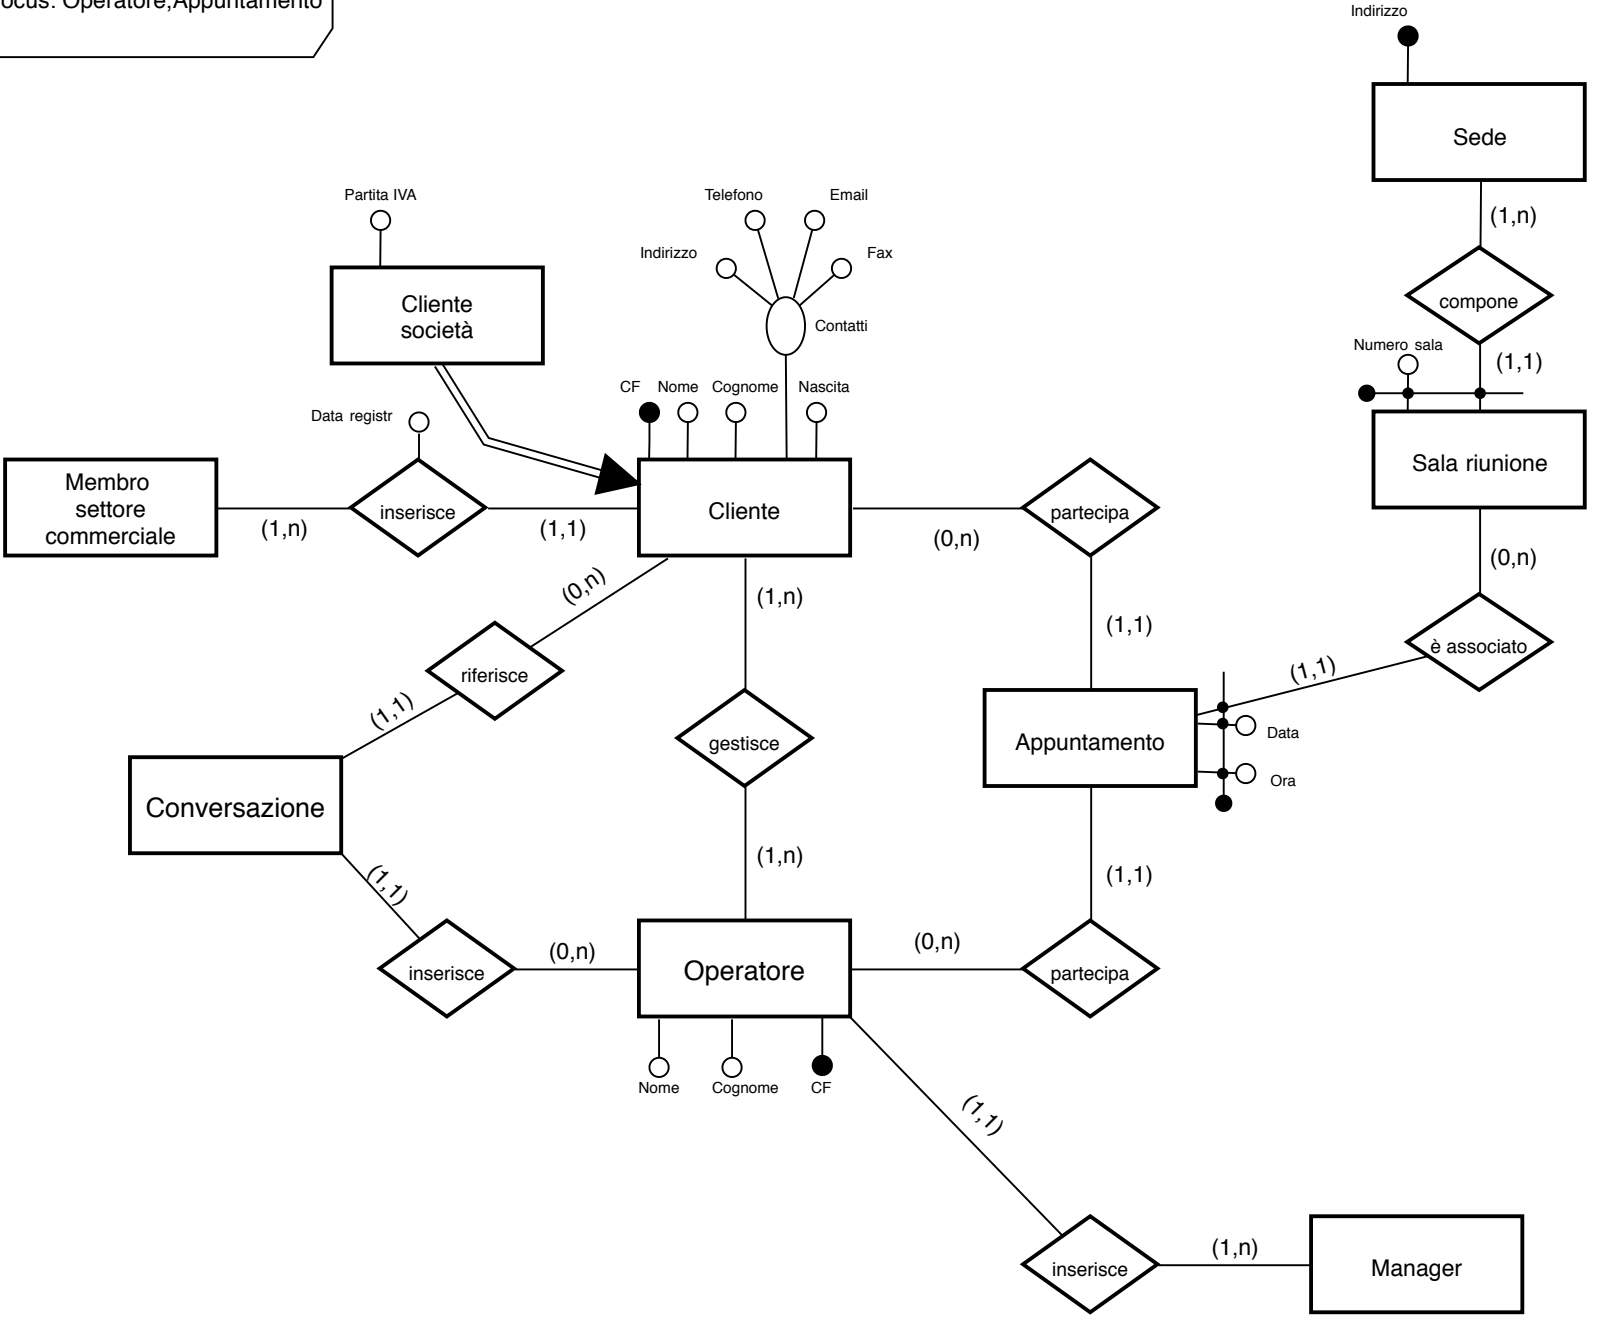 Operatore,Appuntamento
Indirizzo
Sede
(1,n)
compone
Numero sala
(1,1)
Sala riunione
(0,n)
è associato
(1,1)
Partita IVA
Cliente
società
Telefono
Email
Indirizzo
Fax
Contatti
CF
Nome
Cognome
Nascita
Data registr
Membro
settore
commerciale
(1,n)
inserisce
(1,1)
Cliente
(0,n)
partecipa
(0,n)
(1,n)
(1,1)
riferisce
(1,1)
gestisce
Appuntamento
Data
Ora
Conversazione
(1,1)
(1,n)
(1,1)
inserisce
(0,n)
Operatore
(0,n)
partecipa
Nome
Cognome
CF
(1,1)
inserisce
(1,n)
Manager